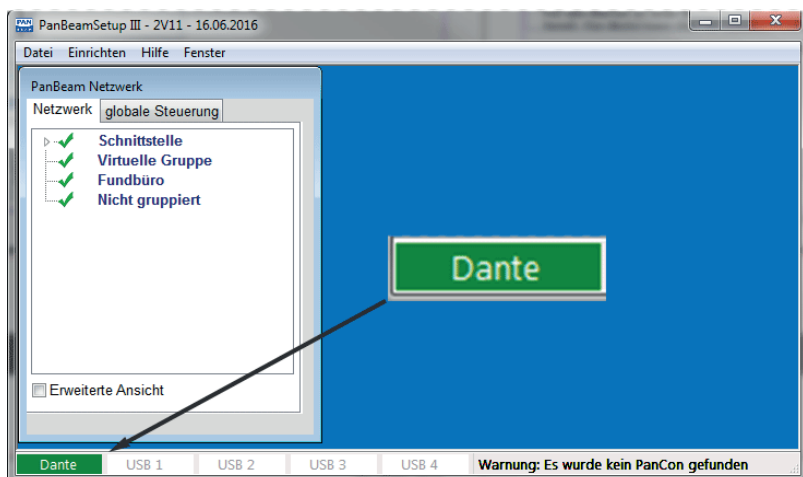 PanBeamSetup III - 2V11 - 16.06.2016
Datei Einrichten Hilfe Fenster
PanBeam Netzwerk
Netzwerk globale Steuerung
Schnittstelle
Virtuelle Gruppe
Fundbüro
Nicht gruppiert
Dante
Erweiterte Ansicht
Dante USB 1 USB 2 USB 3 USB 4 Warnung: Es wurde kein PanCon gefunden